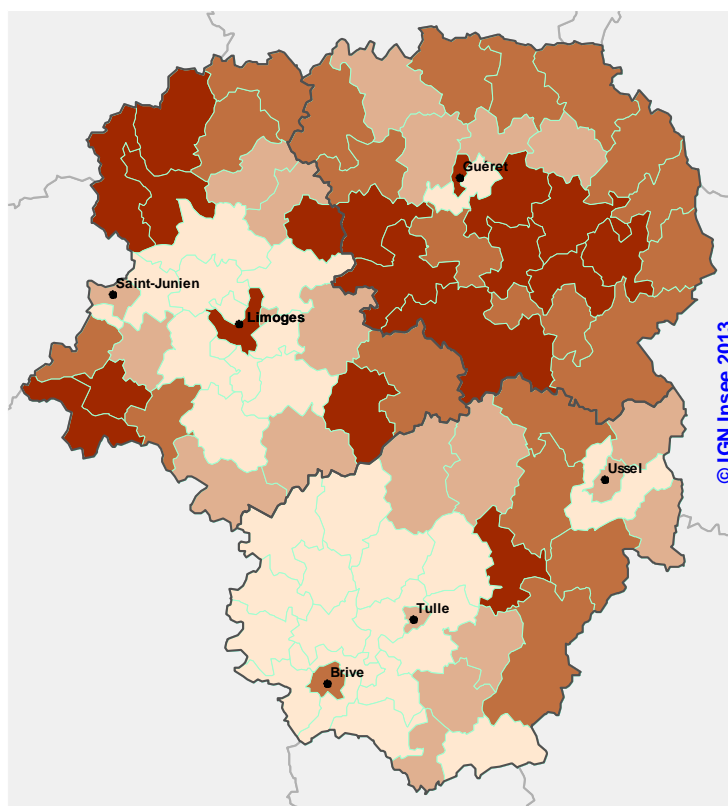 Guéret
Saint-Junien
Limoges
Ussel
Tulle
Brive
© IGN Insee 2013